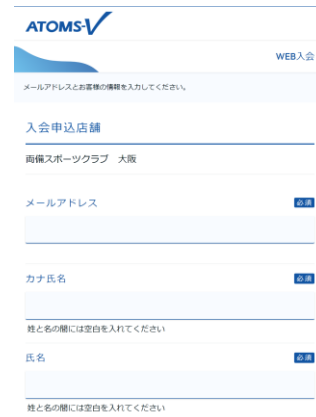 ATOMS-V
WEB入会
メールアドレスとお客様の情報を入力してください。
入会申込店舗
両備スポーツクラブ 大阪
メールアドレス 必須
カナ氏名 必須
姓と名の間には空白を入れてください
氏名 必須
姓と名の間には空白を入れてください